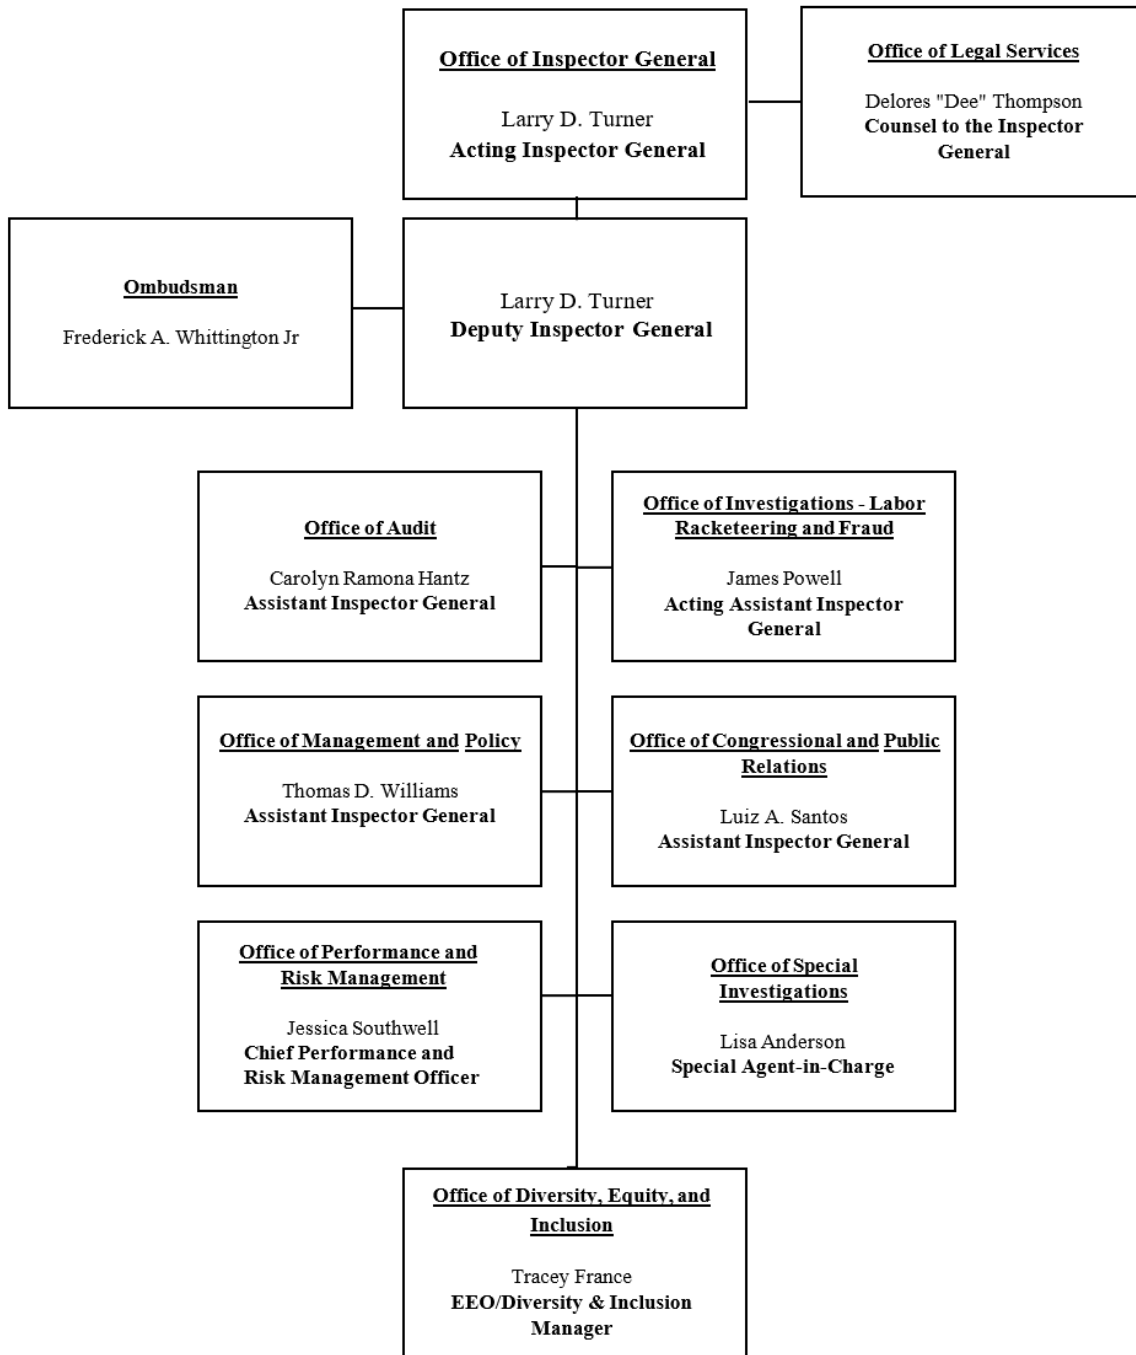 Office of Inspector General
Larry D. Turner
Acting Inspector General
Office of Legal Services
Delores "Dee" Thompson
Counsel to the Inspector
General
Ombudsman
Frederick A. Whittington Jr
Larry D. Turner
Deputy Inspector General
Office of Audit
Carolyn Ramona Hantz
Assistant Inspector General
Office of Investigations - Labor
Racketeering and Fraud
James Powell
Acting Assistant Inspector
General
Office of Management and Policy
Thomas D. Williams
Assistant Inspector General
Office of Congressional and Public
Relations
Luiz A. Santos
Assistant Inspector General
Office of Performance and
Risk Management
Jessica Southwell
Chief Performance and
Risk Management Officer
Office of Special
Investigations
Lisa Anderson
Special Agent-in-Charge
Office of Diversity, Equity, and
Inclusion
Tracey France
EEO/Diversity & Inclusion
Manager